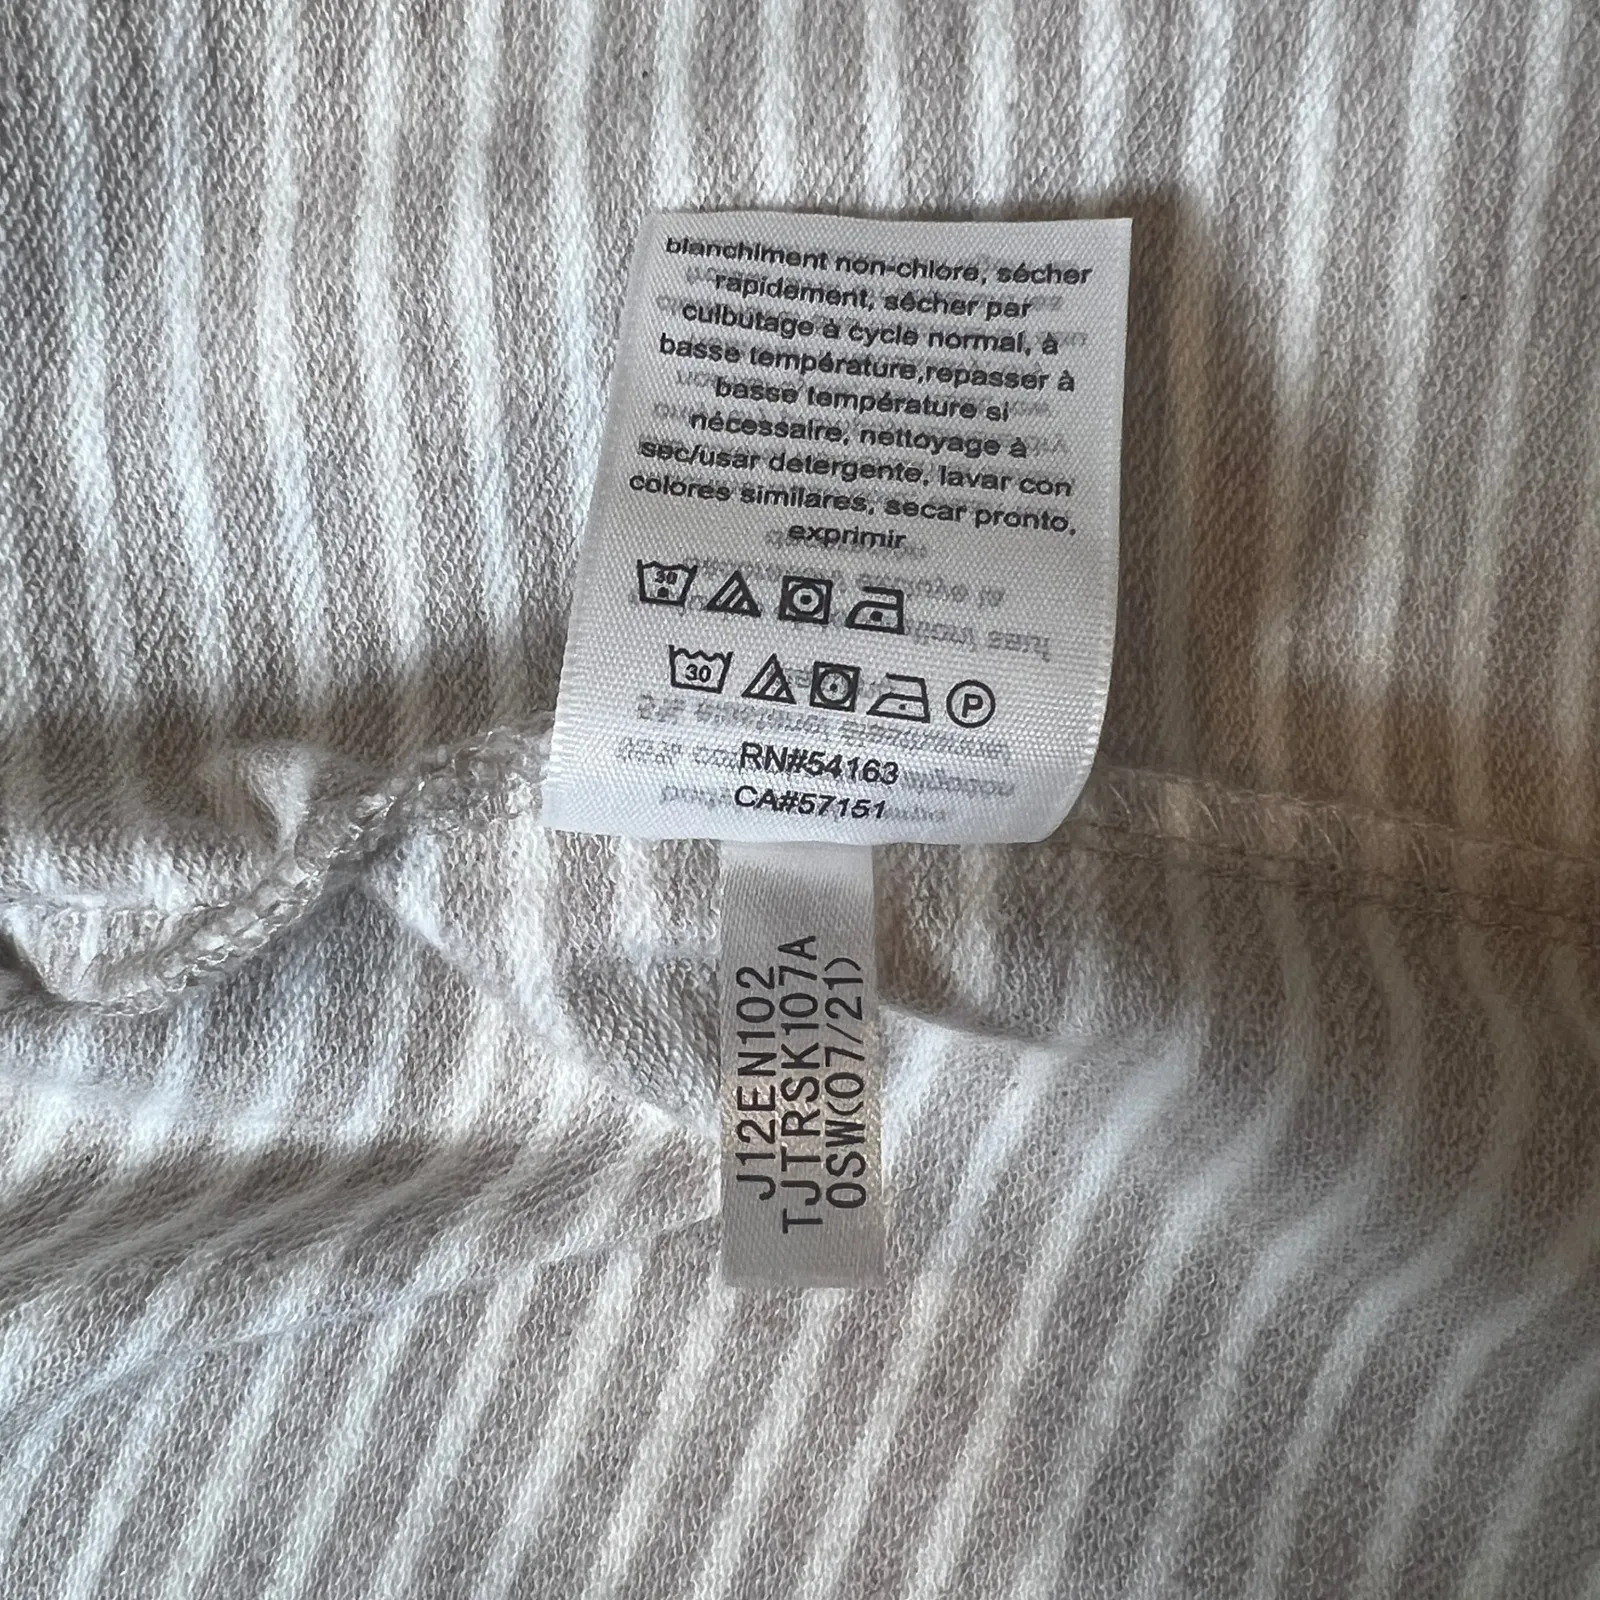 blanchiment non-chlore, sécher
rapidement, sécher par
culbutage à cycle normal, à
basse température,repasser à
basse température si
nécessaire, nettoyage à
sec/usar detergente, lavar con
colores similares, secar pronto,
exprimir
30
30 P
RN#54163
CA#57151
J12EN102
TJTRSK107A
OSW(07/21)